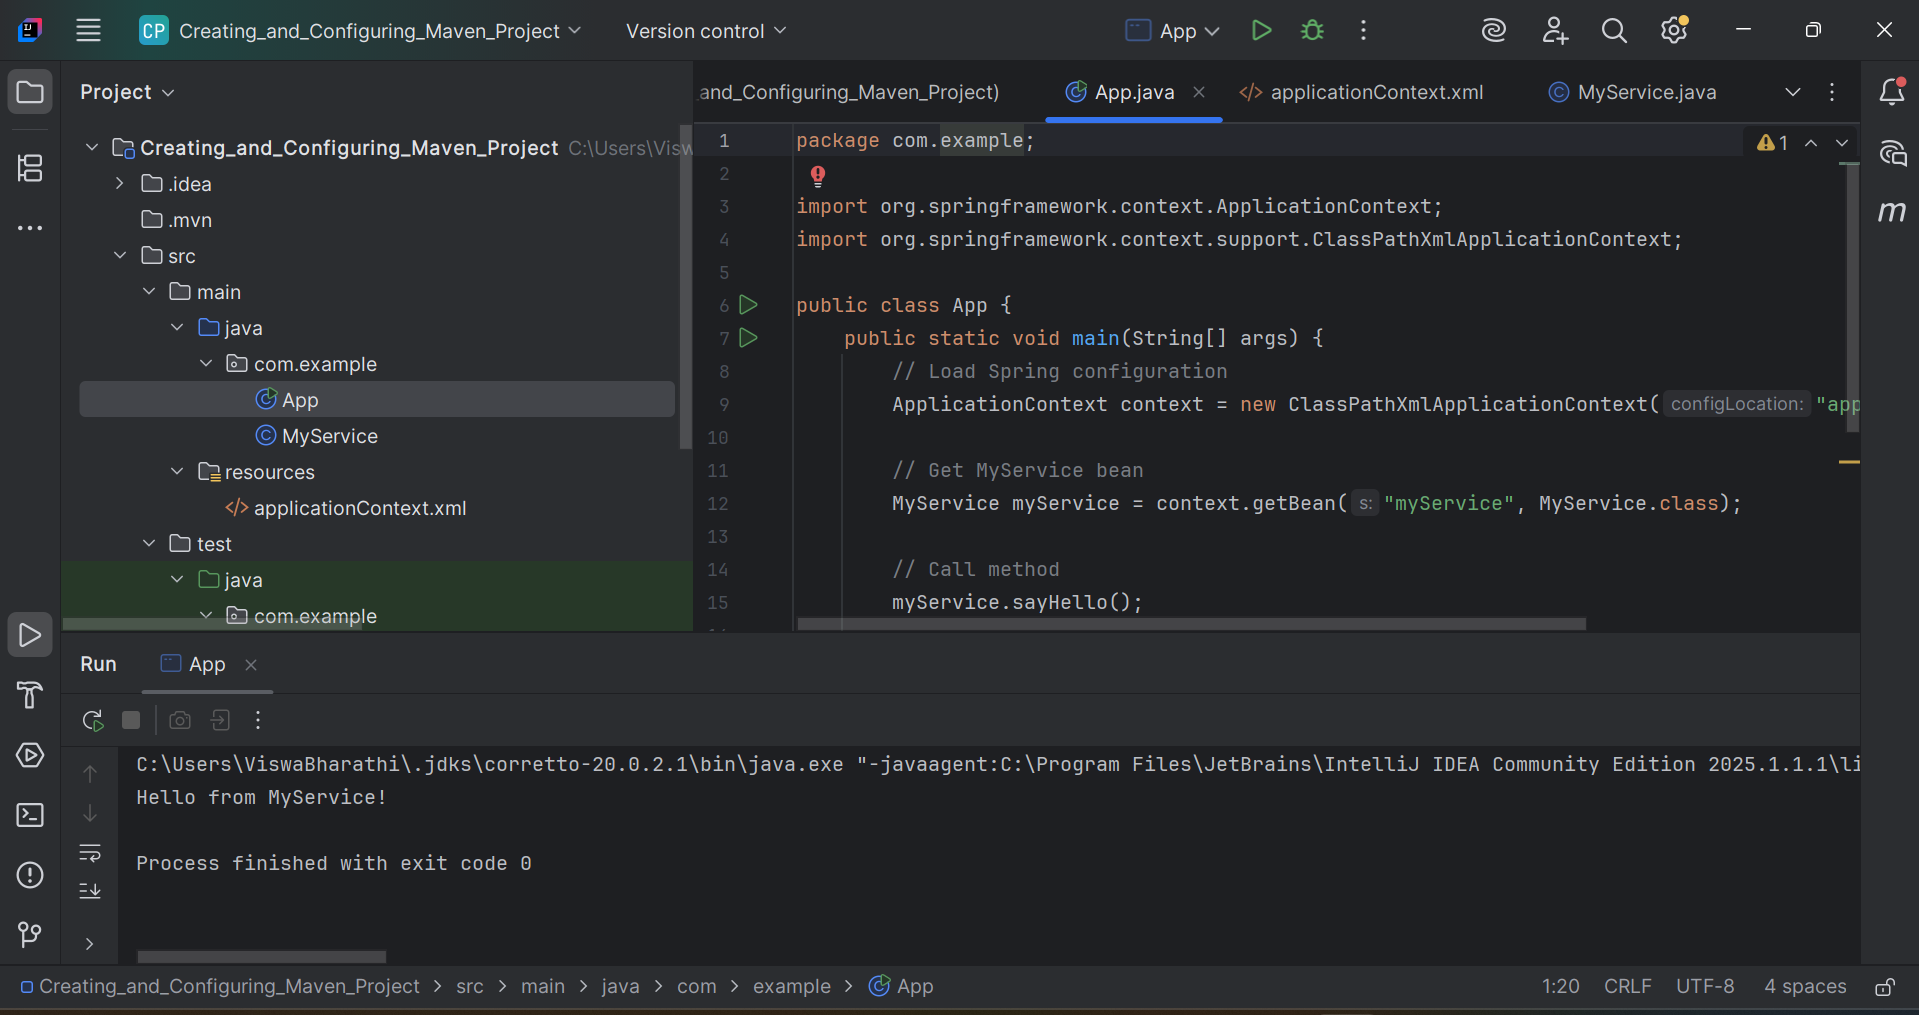 CP Creating_and_Configuring_Maven_Project Version control App
Project
and_Configuring_Maven_Project) App.java applicationContext.xml MyService.java
Creating_and_Configuring_Maven_Project C:\Users\Visw
.idea
.mvn
src
main
java
com.example
App
MyService
resources
</> applicationContext.xml
test
java
com.example
1 package com.example;
1
2
3 import org.springframework.context.ApplicationContext;
4 import org.springframework.context.support.ClassPathXmlApplicationContext;
5
6 public class App {
7 public static void main(String[] args) {
8 // Load Spring configuration
9 ApplicationContext context = new ClassPathXmlApplicationContext( configLocation: "app
10
11 // Get MyService bean
12 MyService myService = context.getBean( s: "myService", MyService.class);
13
14 // Call method
15 myService.sayHello();
Run App
C:\Users\ViswaBharathi\.jdks\corretto-20.0.2.1\bin\java.exe "-javaagent:C:\Program Files\JetBrains\IntelliJ IDEA Community Edition 2025.1.1.1\li
Hello from MyService!
Process finished with exit code 0
Creating_and_Configuring_Maven_Project > src > main > java > com > example > App
1:20 CRLF UTF-8 4 spaces